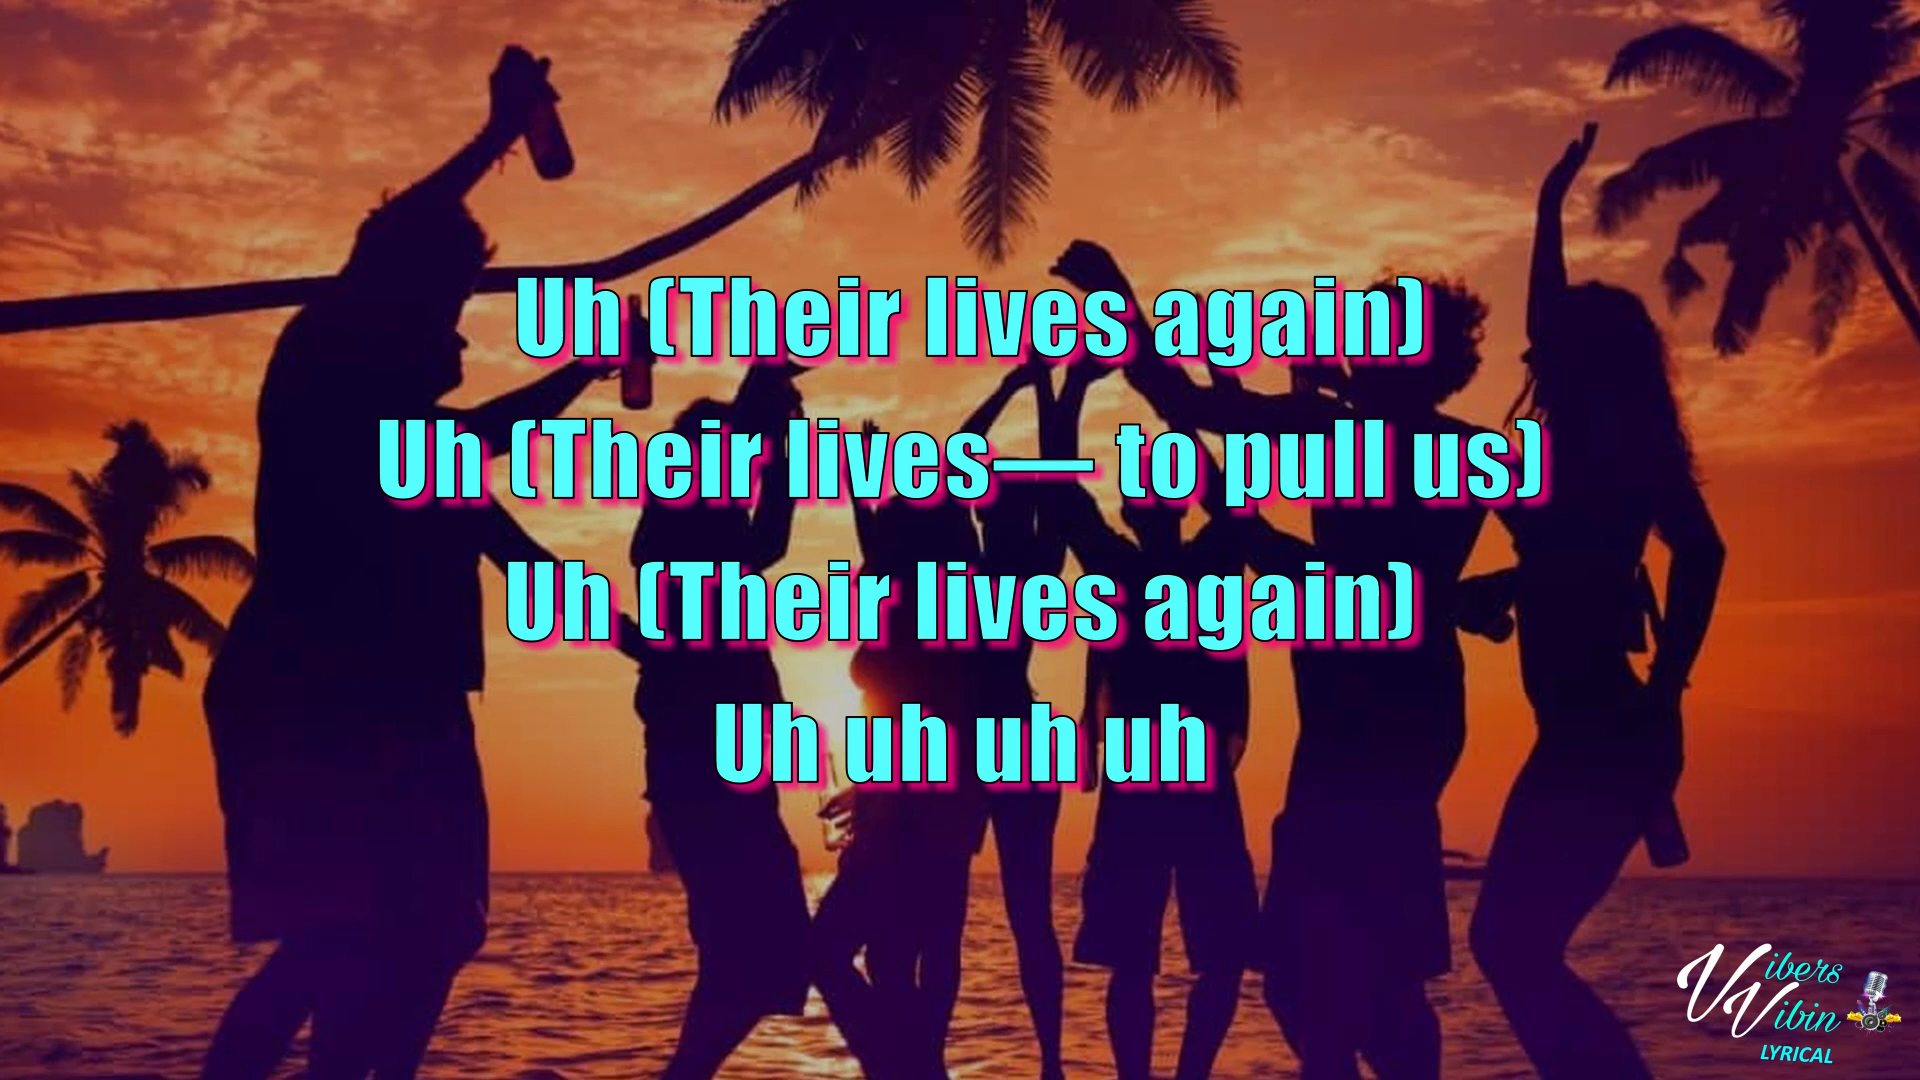 Uh (Their lives again)
Uh (Their lives— to pull us)
Uh (Their lives again)
Uh uh uh uh
Vibers
Vibin
LYRICAL